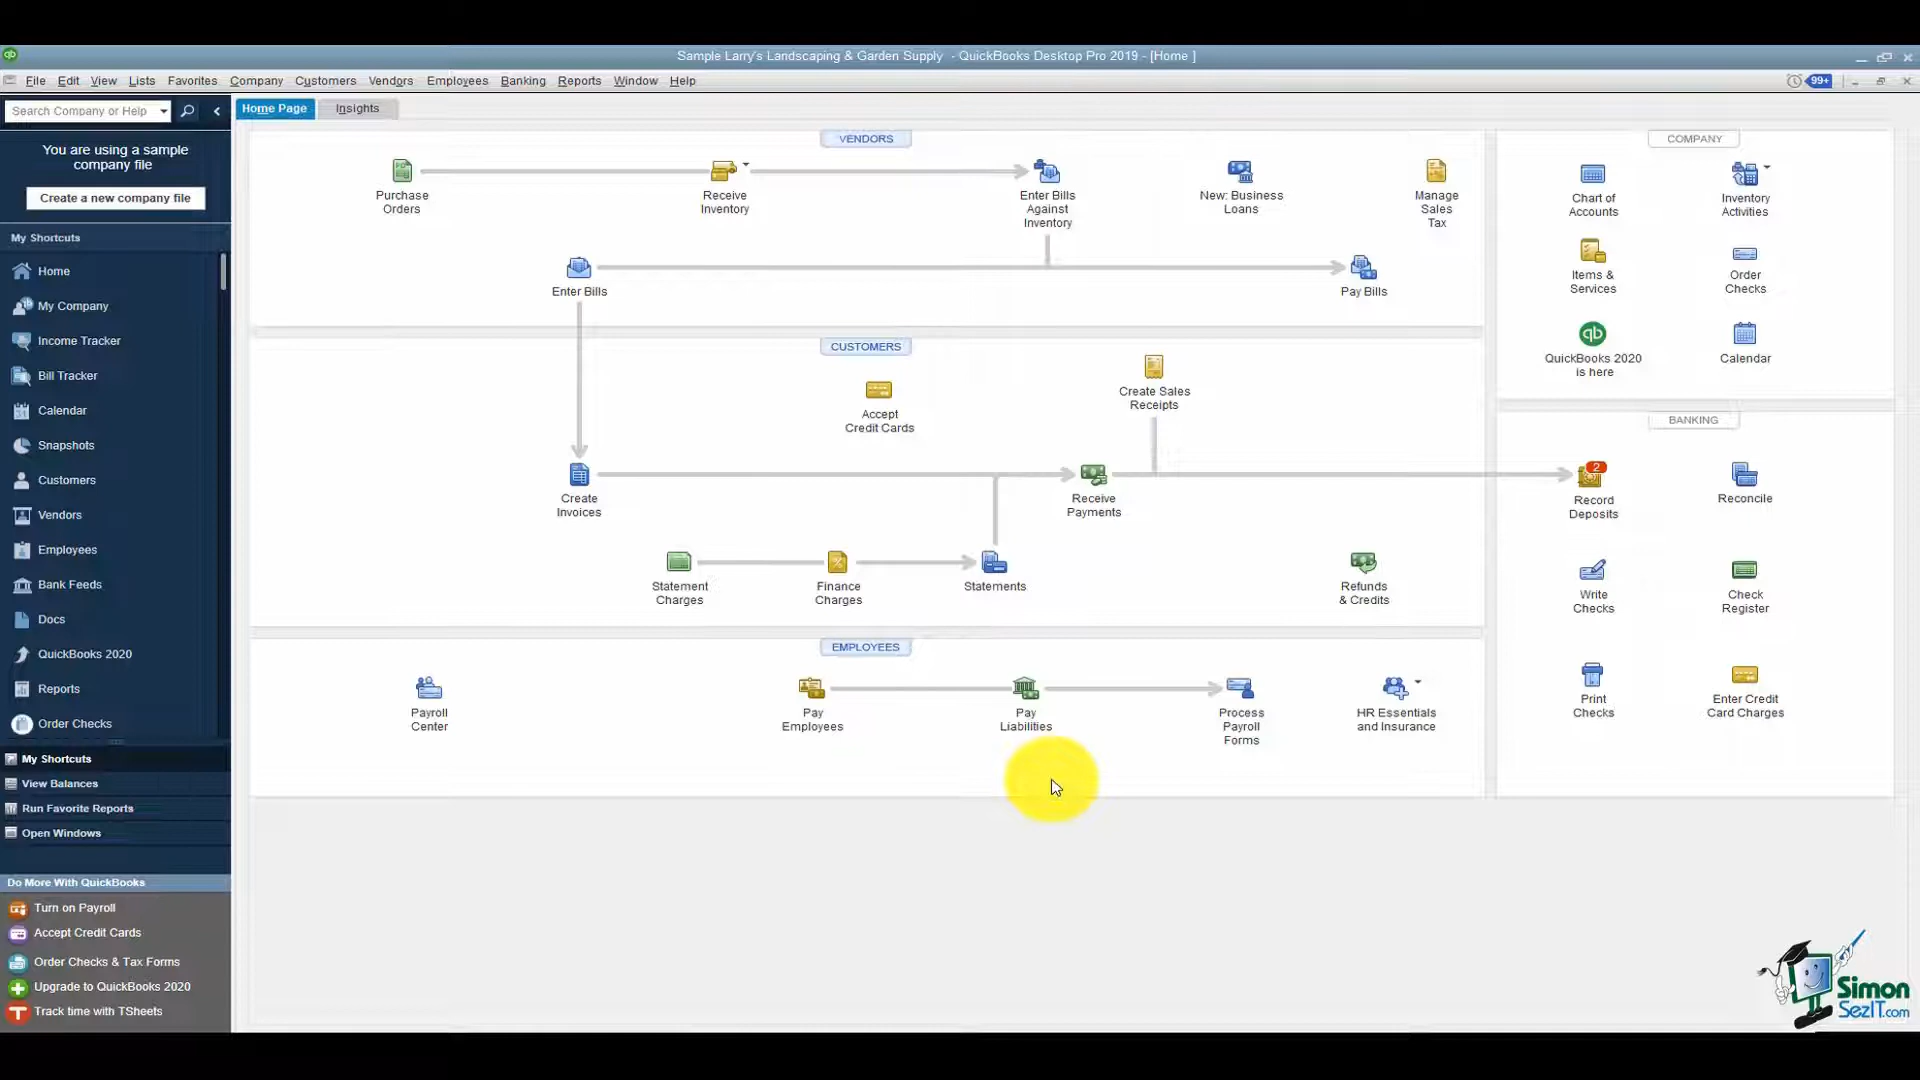 Sample Larry's Landscaping & Garden Supply - QuickBooks Desktop Pro 2019 - [Home ]
File Edit View Lists Favorites Company Customers Vendors Employees Banking Reports Window Help
99+
Search Company or Help
Home Page
Insights
You are using a sample
company file
Create a new company file
My Shortcuts
Home
My Company
Income Tracker
Bill Tracker
Calendar
Snapshots
Customers
Vendors
Employees
Bank Feeds
Docs
QuickBooks 2020
Reports
Order Checks
My Shortcuts
View Balances
Run Favorite Reports
Open Windows
Do More With QuickBooks
Turn on Payroll
Accept Credit Cards
Order Checks & Tax Forms
Upgrade to QuickBooks 2020
Track time with TSheets
VENDORS
Purchase
Orders
Receive
Inventory
Enter Bills
Against
Inventory
New: Business
Loans
Manage
Sales
Tax
Enter Bills
Pay Bills
CUSTOMERS
Accept
Credit Cards
Create Sales
Receipts
Create
Invoices
Receive
Payments
Statement
Charges
Finance
Charges
Statements
Refunds
& Credits
EMPLOYEES
Payroll
Center
Pay
Employees
Pay
Liabilities
Process
Payroll
Forms
HR Essentials
and Insurance
COMPANY
Chart of
Accounts
Inventory
Activities
Items &
Services
Order
Checks
qb
QuickBooks 2020
is here
Calendar
BANKING
2
Record
Deposits
Reconcile
Write
Checks
Check
Register
Print
Checks
Enter Credit
Card Charges
Simon
SezIT.com